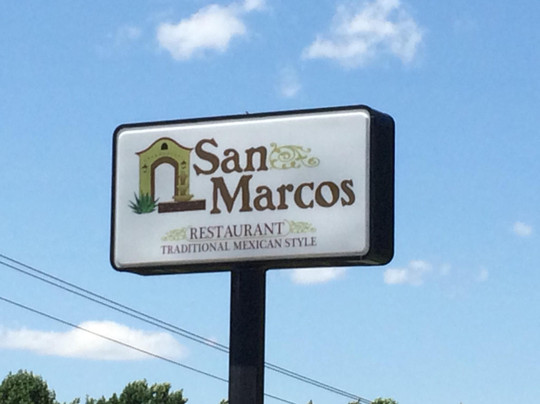 San
Marcos
RESTAURANT
TRADITIONAL MEXICAN STYLE